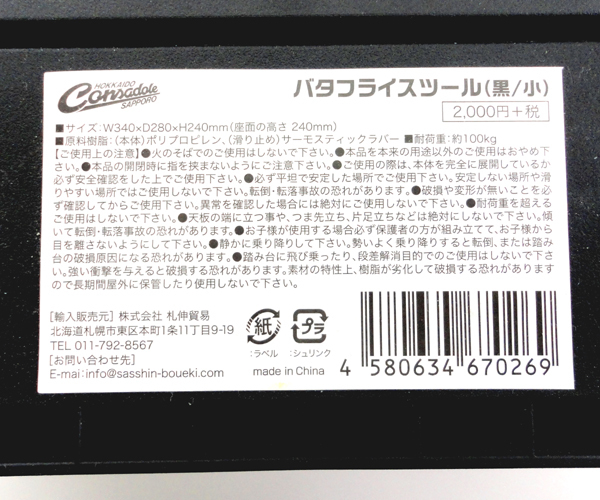 HOKKAIDO
Consadole
SAPPORO
バタフライスツール(黒/小)
2,000円+税
■サイズ:W340×D280×H240mm(座面の高さ 240mm)
■原料樹脂:(本体)ポリプロピレン、(滑り止め)サーモスティックラバー ■耐荷重:約100kg
【ご使用上の注意】●火のそばでのご使用はしないで下さい。●本品を本来の用途以外のご使用はおやめ下
さい。●本品の開閉時に指を挟まないようにご注意下さい。●ご使用の際は、本体を完全に展開しているか
必ず安全確認をした上でご使用下さい。●必ず平坦で安定した場所でご使用下さい。安定しない場所や滑
りやすい場所ではご使用しないで下さい。転倒・転落事故の恐れがあります。●破損や変形が無いことを必
ず確認してからご使用下さい。異常を確認した場合には絶対にご使用しないで下さい。●耐荷重を超える
ご使用はしないで下さい。●天板の端に立つ事や、つま先立ち、片足立ちなどは絶対にしないで下さい。傾
いて転倒・転落事故の恐れがあります。●お子様が使用する場合必ず保護者の方が組み立てて、お子様から
目を離さないようにして下さい。●静かに乗り降りして下さい。勢いよく乗り降りすると転倒、または踏み
台の破損原因になる恐れがあります。●踏み台に飛び乗ったり、段差解消目的でのご使用はしないで下さ
い。強い衝撃を与えると破損する恐れがあります。素材の特性上、樹脂が劣化して破損する恐れがあります
ので長期間屋外に保管したり使用しないで下さい。
[輸入販売元] 株式会社 札伸貿易
北海道札幌市東区本町1条11丁目9-19
TEL 011-792-8567
[お問い合わせ先]
E-mai:info@sasshin-boueki.com
紙
:ラベル
プラ
:シュリンク
made in China
4 580634 670269